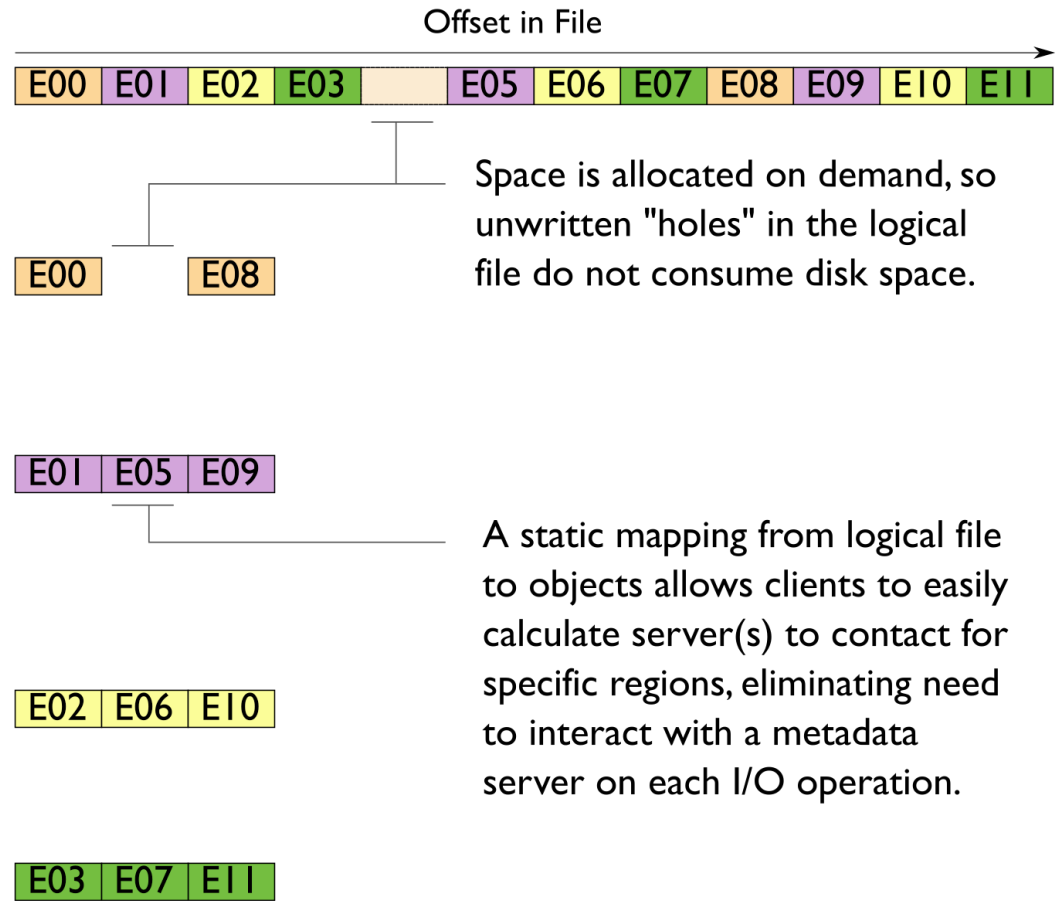 Offset in File
E00 E01 E02 E03 E05 E06 E07 E08 E09 E10 E11
Space is allocated on demand, so
unwritten "holes" in the logical
file do not consume disk space.
E00 E08
E01 E05 E09
A static mapping from logical file
to objects allows clients to easily
calculate server(s) to contact for
specific regions, eliminating need
to interact with a metadata
server on each I/O operation.
E02 E06 E10
E03 E07 E11